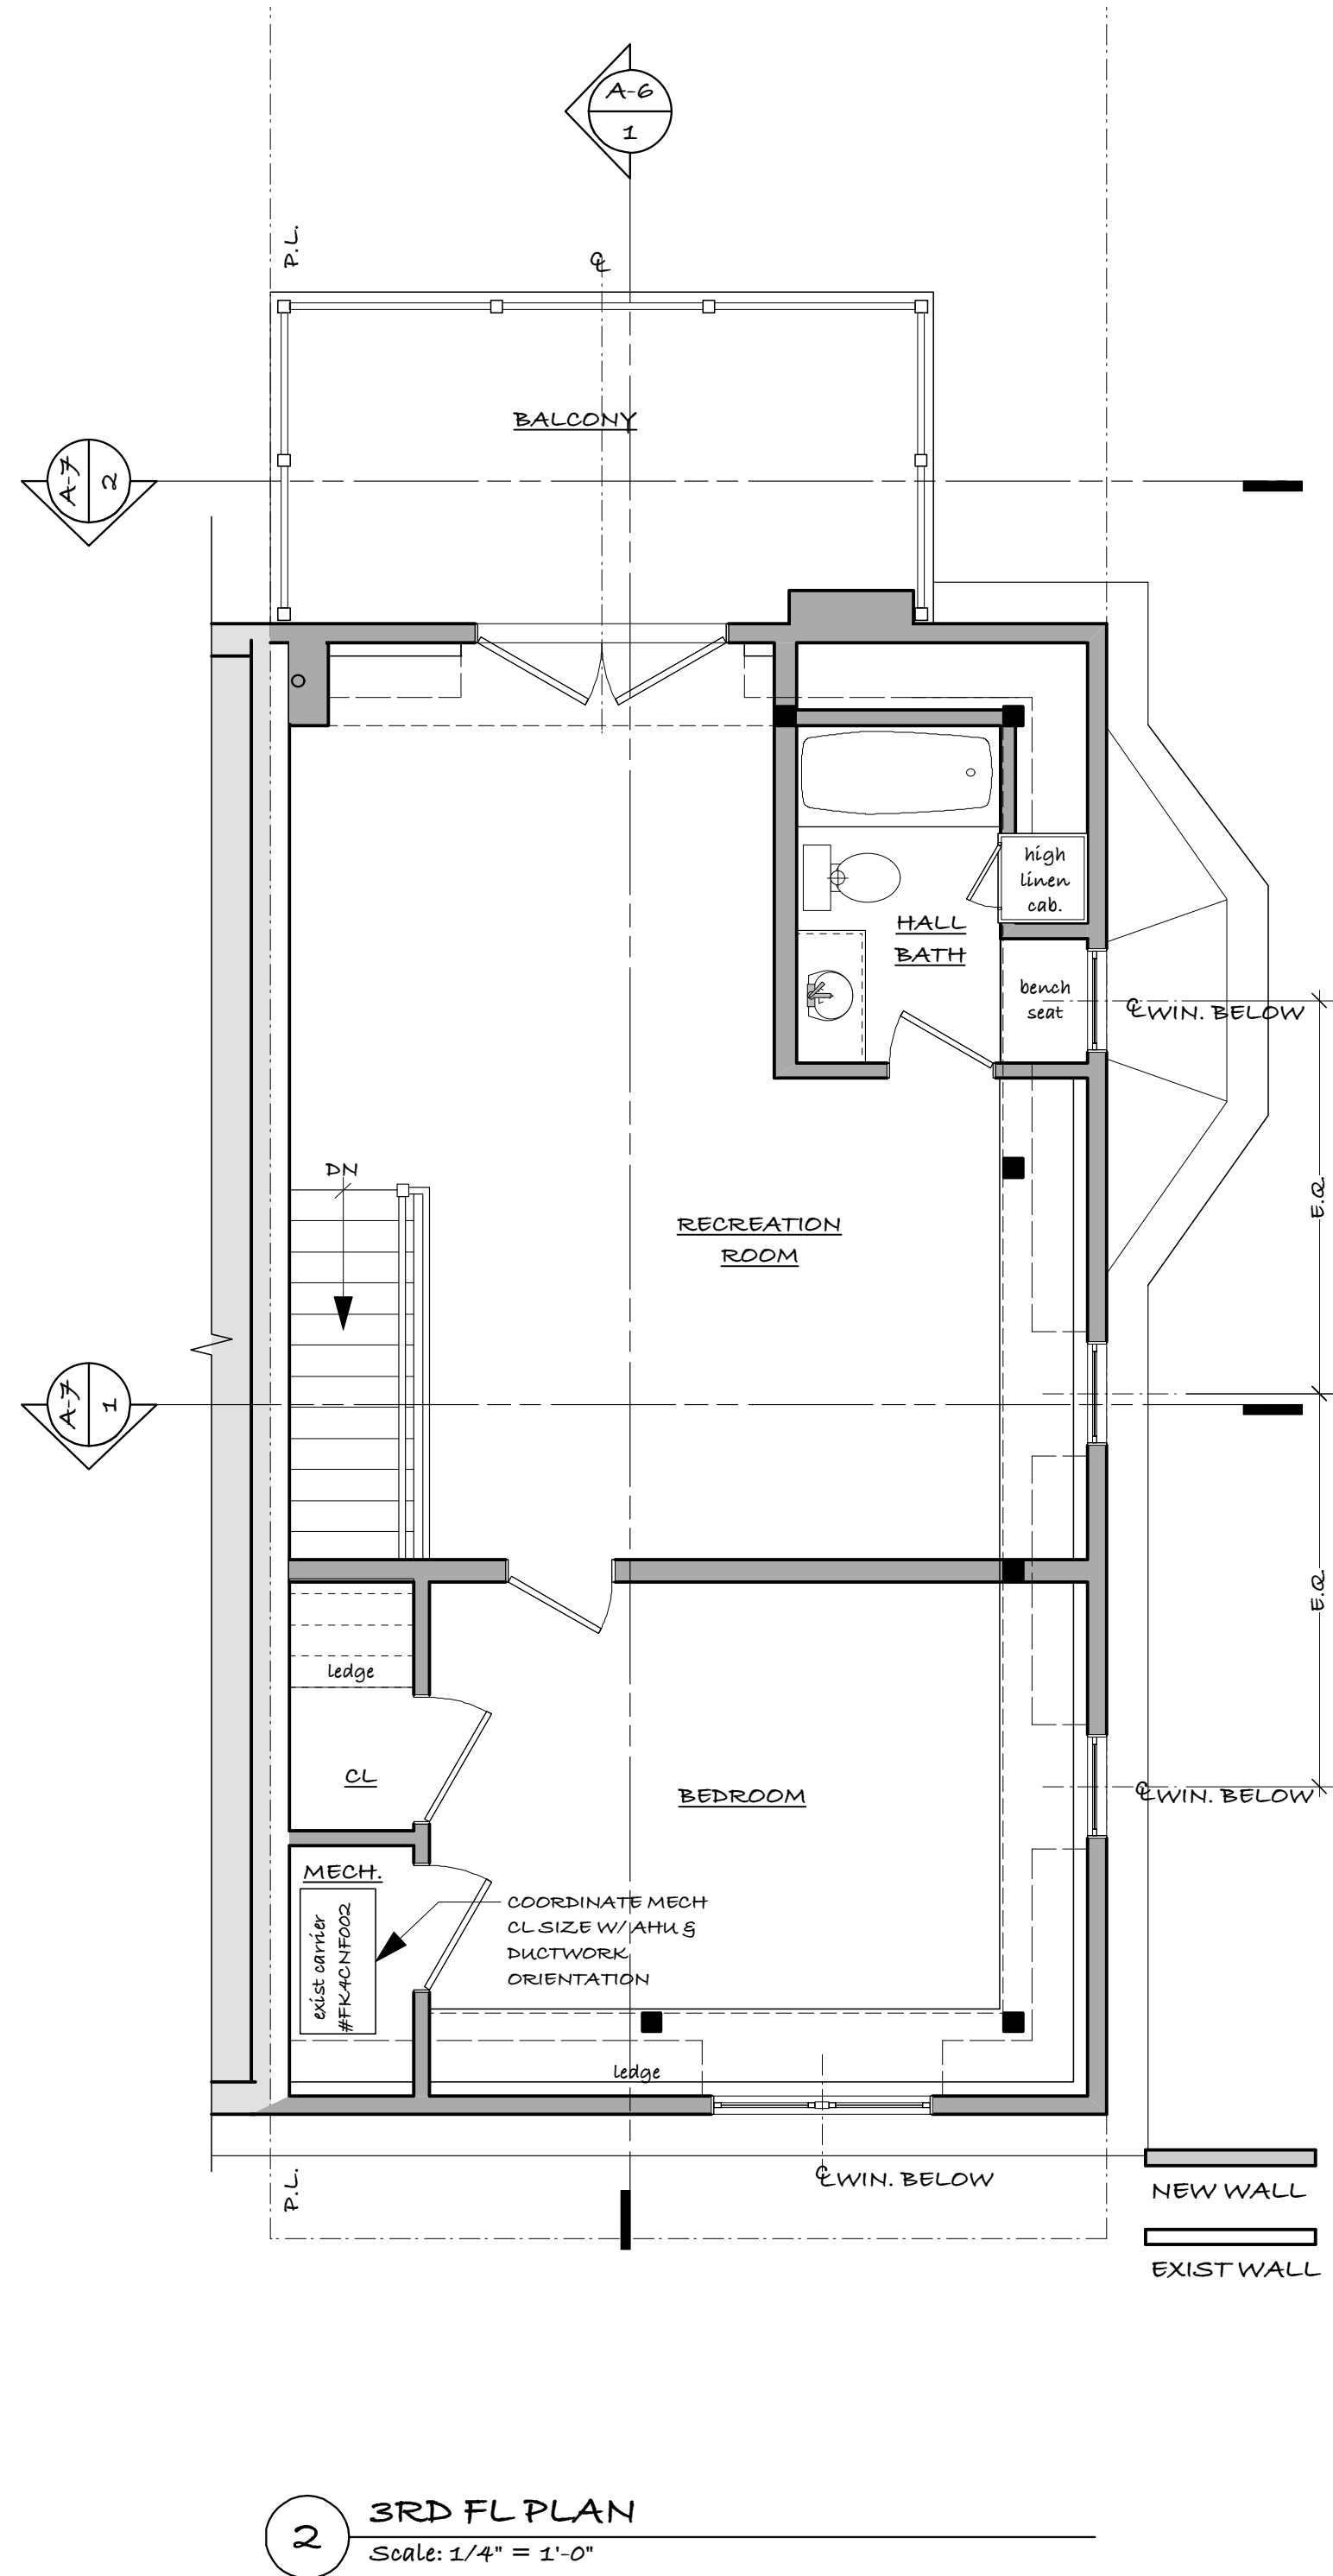 A-6
1
P.L.
℄
BALCONY
A-7
2
high
linen
cab.
HALL
BATH
bench
seat
℄ WIN. BELOW
DN
E.Q.
RECREATION
ROOM
A-7
1
E.Q.
ledge
CL
BEDROOM
℄ WIN. BELOW
MECH.
exist carrier
#FK4CNF002
COORDINATE MECH
CL SIZE W/ AHU &
DUCTWORK
ORIENTATION
ledge
P.L.
℄ WIN. BELOW
NEW WALL
EXIST WALL
2
3RD FL PLAN
Scale: 1/4" = 1'-0"